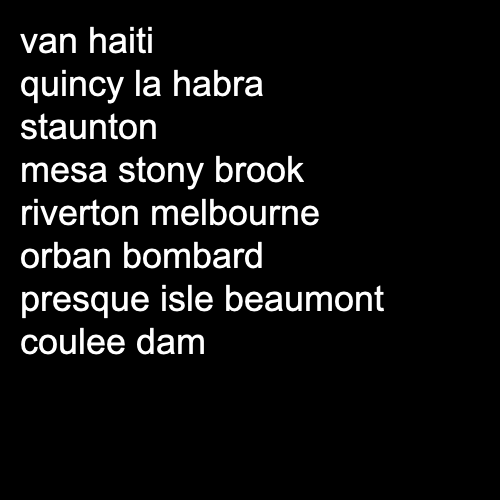 van haiti
quincy la habra
staunton
mesa stony brook
riverton melbourne
orban bombard
presque isle beaumont
coulee dam